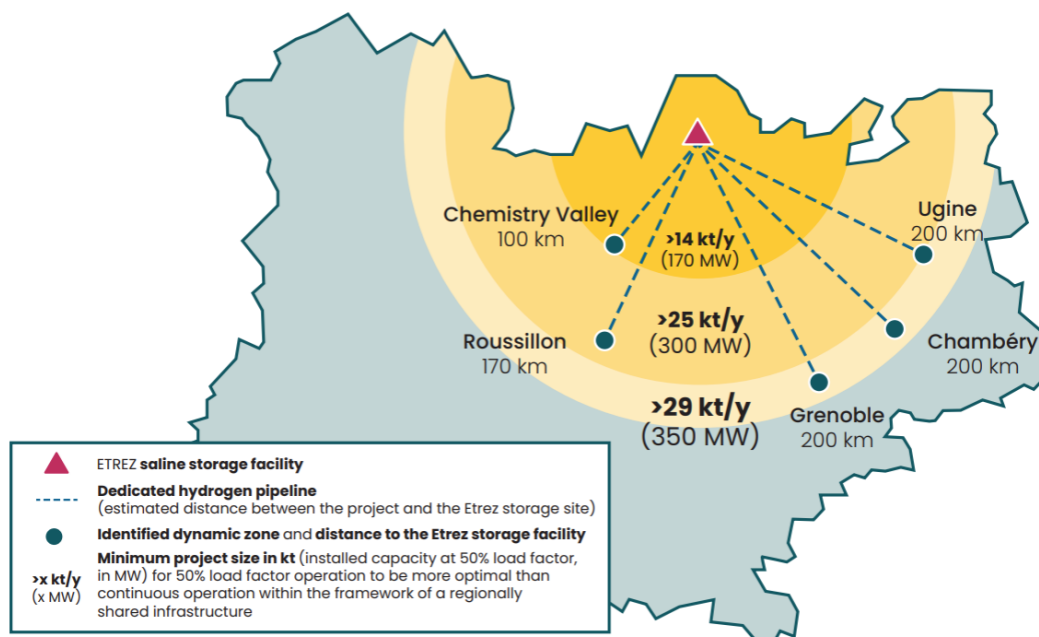 Chemistry Valley
100 km
Ugine
200 km
>14 kt/y
(170 MW)
>25 kt/y
(300 MW)
Roussillon
170 km
Chambéry
200 km
>29 kt/y
(350 MW)
Grenoble
200 km
ETREZ saline storage facility
Dedicated hydrogen pipeline
(estimated distance between the project and the Etrez storage site)
Identified dynamic zone and distance to the Etrez storage facility
>x kt/y
(x MW)
Minimum project size in kt (installed capacity at 50% load factor,
in MW) for 50% load factor operation to be more optimal than
continuous operation within the framework of a regionally
shared infrastructure